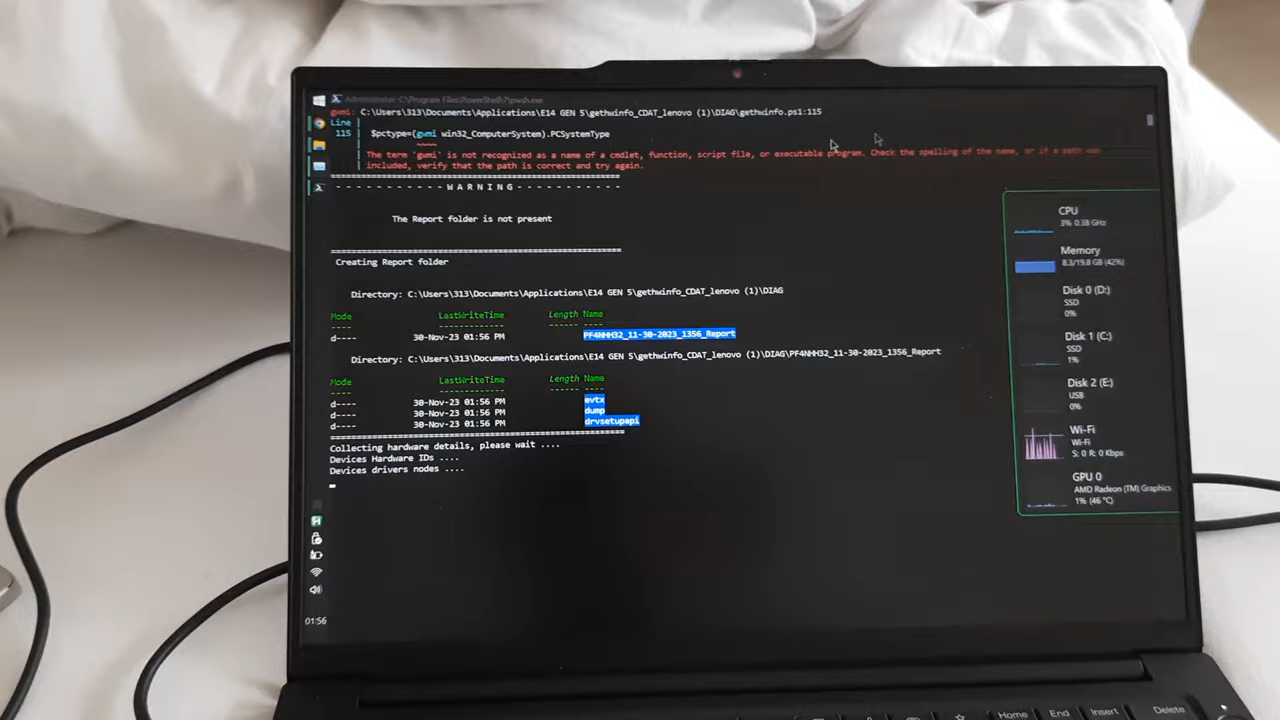 Administrator: C:\Program Files\PowerShell\7\pwsh.exe
gwmi: C:\Users\313\Documents\Applications\E14 GEN 5\gethwinfo_CDAT_lenovo (1)\DIAG\gethwinfo.ps1:115
Line |
115 | $pctype=(gwmi win32_ComputerSystem).PCSystemType
| ~~~~
| The term 'gwmi' is not recognized as a name of a cmdlet, function, script file, or executable program. Check the spelling of the name, or if a path was
| included, verify that the path is correct and try again.
- - - - - - - - - - - W A R N I N G - - - - - - - - - - -
The Report folder is not present
Creating Report folder
Directory: C:\Users\313\Documents\Applications\E14 GEN 5\gethwinfo_CDAT_lenovo (1)\DIAG
Mode LastWriteTime Length Name
---- ------------- ------ ----
d---- 30-Nov-23 01:56 PM PF4NHH32_11-30-2023_1356_Report
Directory: C:\Users\313\Documents\Applications\E14 GEN 5\gethwinfo_CDAT_lenovo (1)\DIAG\PF4NHH32_11-30-2023_1356_Report
Mode LastWriteTime Length Name
---- ------------- ------ ----
d---- 30-Nov-23 01:56 PM evtx
d---- 30-Nov-23 01:56 PM dump
d---- 30-Nov-23 01:56 PM drvsetupapi
Collecting hardware details, please wait ....
Devices Hardware IDs ....
Devices drivers nodes ....
CPU
3% 0.38 GHz
Memory
8.3/19.8 GB (42%)
Disk 0 (D:)
SSD
0%
Disk 1 (C:)
SSD
1%
Disk 2 (E:)
USB
0%
Wi-Fi
Wi-Fi
S: 0 R: 0 Kbps
GPU 0
AMD Radeon (TM) Graphics
1% (46 °C)
01:56
Home End Insert Delete